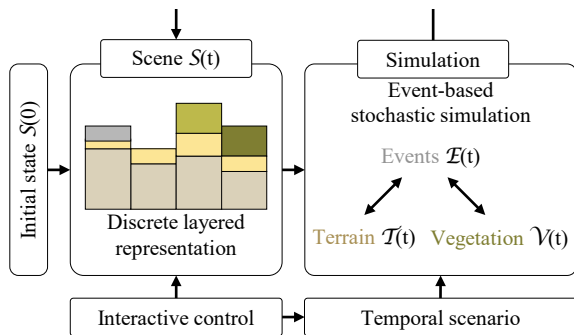 Scene S(t)
Simulation
Initial state S(0)
Event-based
stochastic simulation
Events ℰ(t)
Discrete layered
representation
Terrain 𝒯(t)
Vegetation 𝒱(t)
Interactive control
Temporal scenario